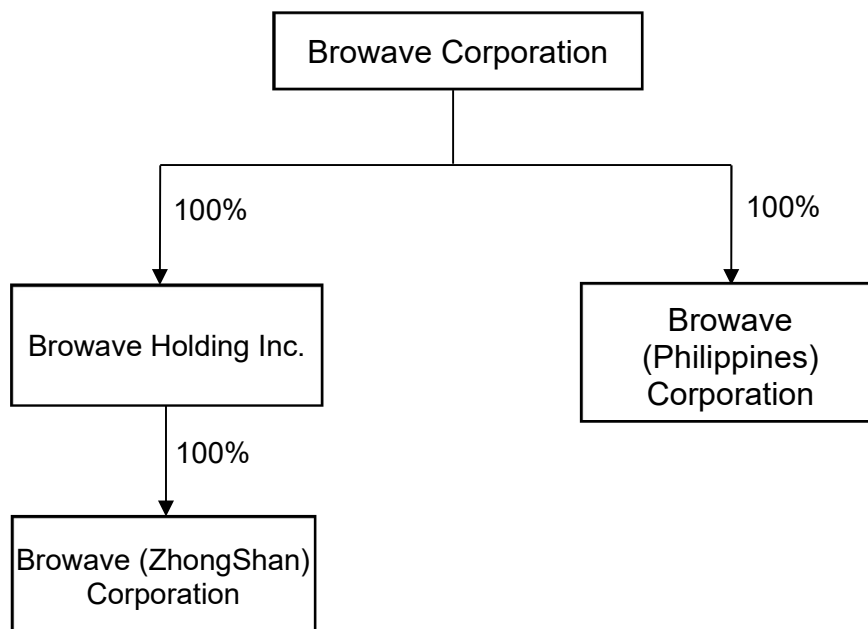 Browave Corporation
100%
100%
Browave Holding Inc.
Browave
(Philippines)
Corporation
100%
Browave (ZhongShan)
Corporation